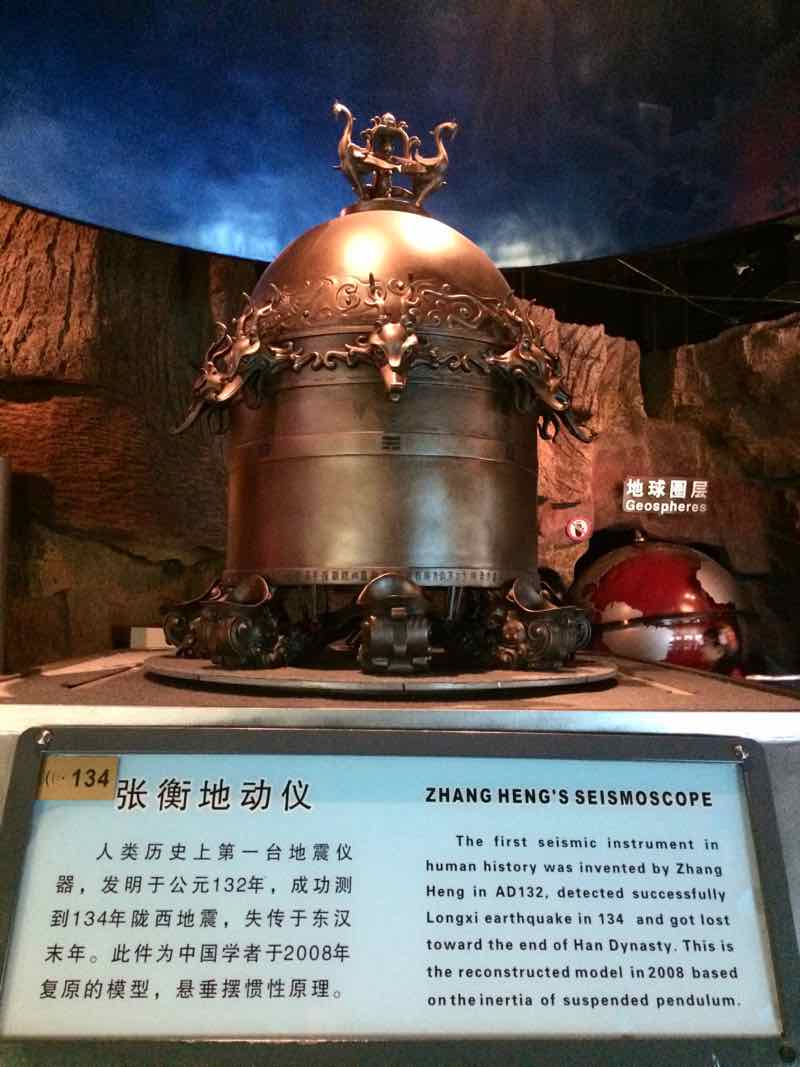 地球圈层
Geospheres
134
张衡地动仪
人类历史上第一台地震仪
器，发明于公元132年，成功测
到134年陇西地震，失传于东汉
末年。此件为中国学者于2008年
复原的模型，悬垂摆惯性原理。
ZHANG HENG'S SEISMOSCOPE
The first seismic instrument in
human history was invented by Zhang
Heng in AD132, detected successfully
Longxi earthquake in 134 and got lost
toward the end of Han Dynasty. This is
the reconstructed model in 2008 based
on the inertia of suspended pendulum.